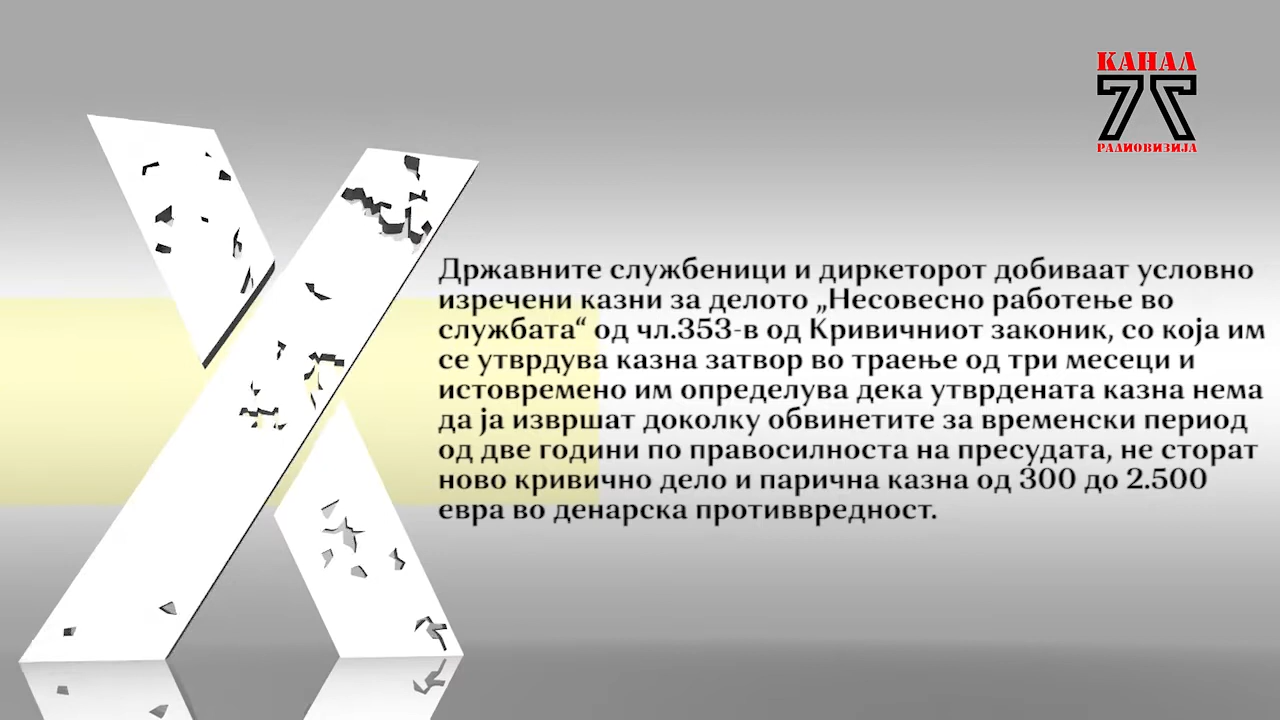 КАНАЛ
77
РАДИОВИЗИЈА
Државните службеници и диркеторот добиваат условно
изречени казни за делото „Несовесно работење во
службата“ од чл.353-в од Кривичниот законик, со која им
се утврдува казна затвор во траење од три месеци и
истовремено им определува дека утврдената казна нема
да ја извршат доколку обвинетите за временски период
од две години по правосилноста на пресудата, не сторат
ново кривично дело и парична казна од 300 до 2.500
евра во денарска противвредност.